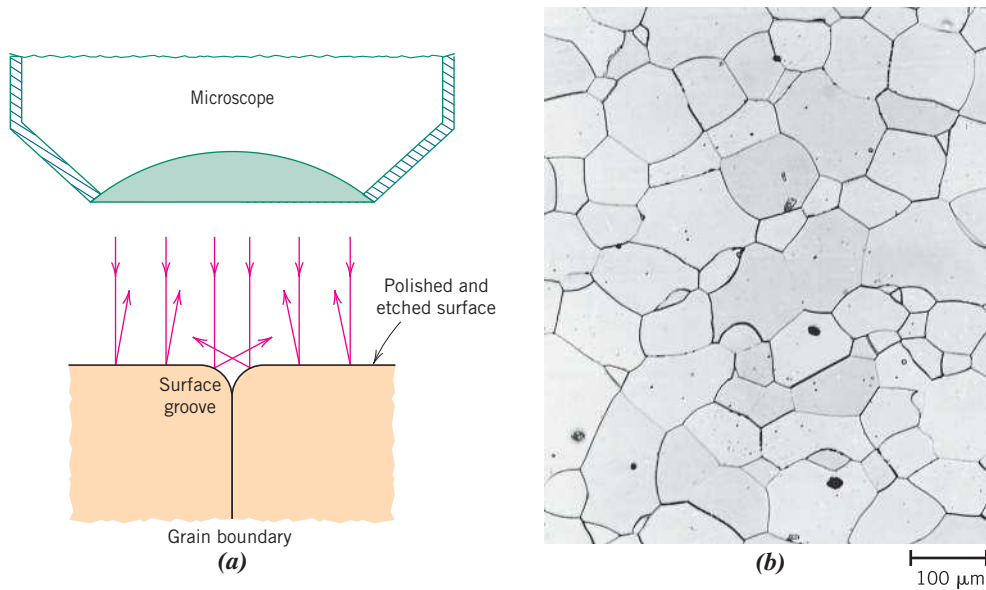 Microscope
Polished and
etched surface
Surface
groove
Grain boundary
(a)
(b)
100 μm